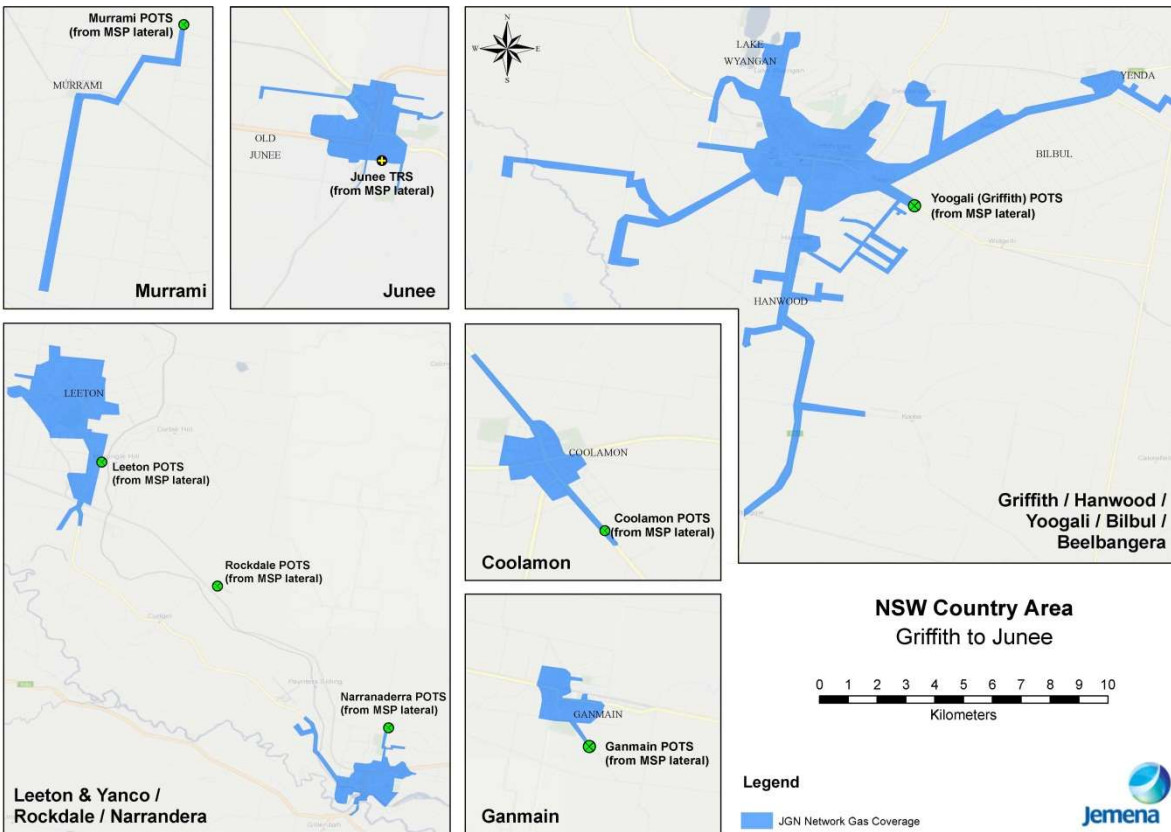 Murrami POTS
(from MSP lateral)
MURRAMI
Murrami
OLD
JUNEE
Junee TRS
(from MSP lateral)
Junee
N
W
E
S
LAKE
WYANGAN
YENDA
BILBUL
Yoogali (Griffith) POTS
(from MSP lateral)
HANWOOD
Griffith / Hanwood /
Yoogali / Bilbul /
Beelbangera
LEETON
Leeton POTS
(from MSP lateral)
Rockdale POTS
(from MSP lateral)
Narranaderra POTS
(from MSP lateral)
Leeton & Yanco /
Rockdale / Narrandera
COOLAMON
Coolamon POTS
(from MSP lateral)
Coolamon
GANMAIN
Ganmain POTS
(from MSP lateral)
Ganmain
NSW Country Area
Griffith to Junee
0 1 2 3 4 5 6 7 8 9 10
Kilometers
Legend
JGN Network Gas Coverage
Jemena